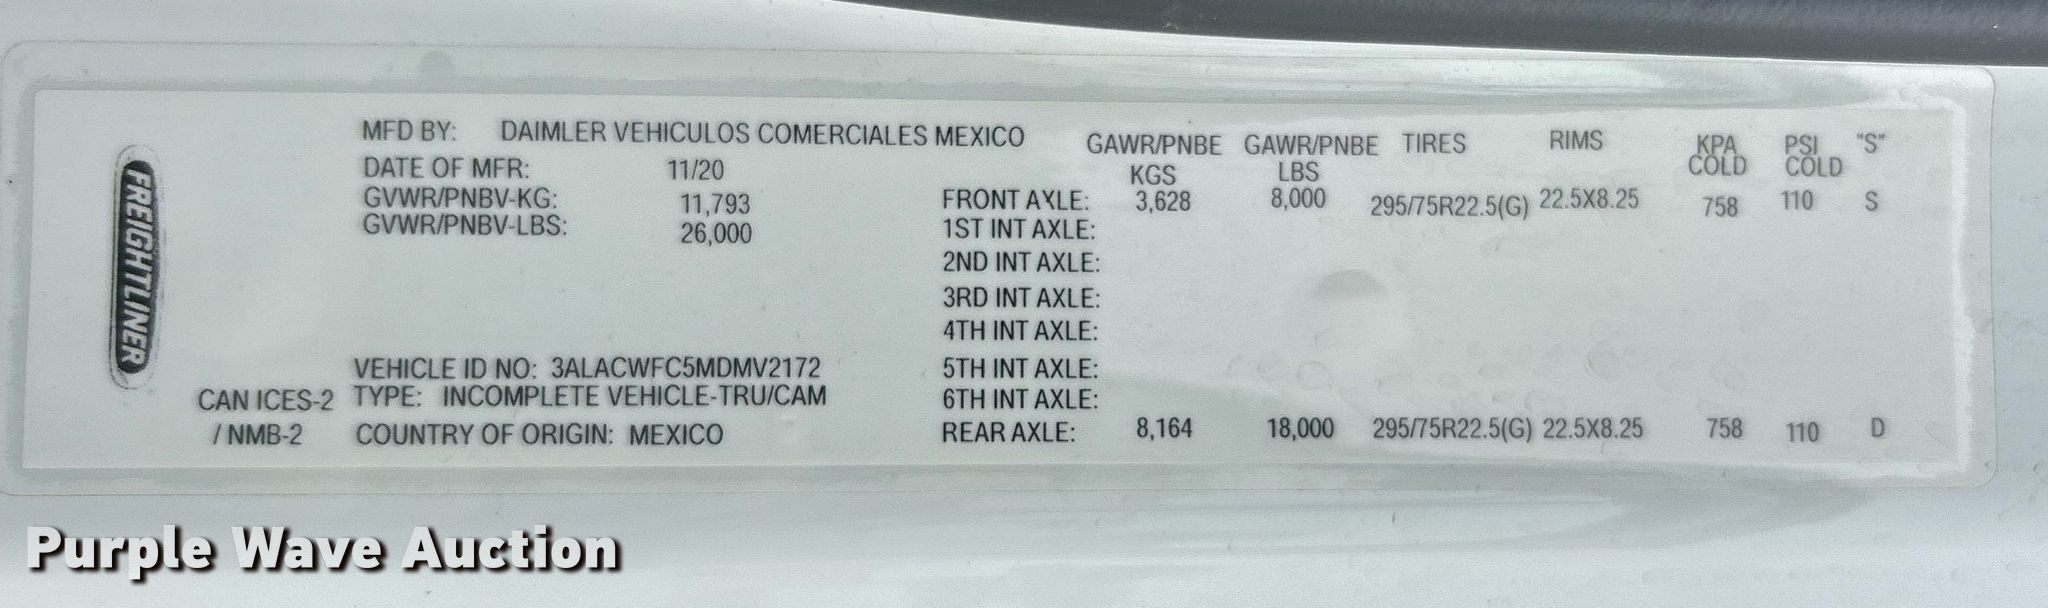 FREIGHTLINER
MFD BY: DAIMLER VEHICULOS COMERCIALES MEXICO
DATE OF MFR: 11/20
GVWR/PNBV-KG: 11,793
GVWR/PNBV-LBS: 26,000
VEHICLE ID NO: 3ALACWFC5MDMV2172
CAN ICES-2 TYPE: INCOMPLETE VEHICLE-TRU/CAM
/ NMB-2 COUNTRY OF ORIGIN: MEXICO
GAWR/PNBE GAWR/PNBE TIRES RIMS KPA PSI "S"
KGS LBS COLD COLD
FRONT AXLE: 3,628 8,000 295/75R22.5(G) 22.5X8.25 758 110 S
1ST INT AXLE:
2ND INT AXLE:
3RD INT AXLE:
4TH INT AXLE:
5TH INT AXLE:
6TH INT AXLE:
REAR AXLE: 8,164 18,000 295/75R22.5(G) 22.5X8.25 758 110 D
Purple Wave Auction